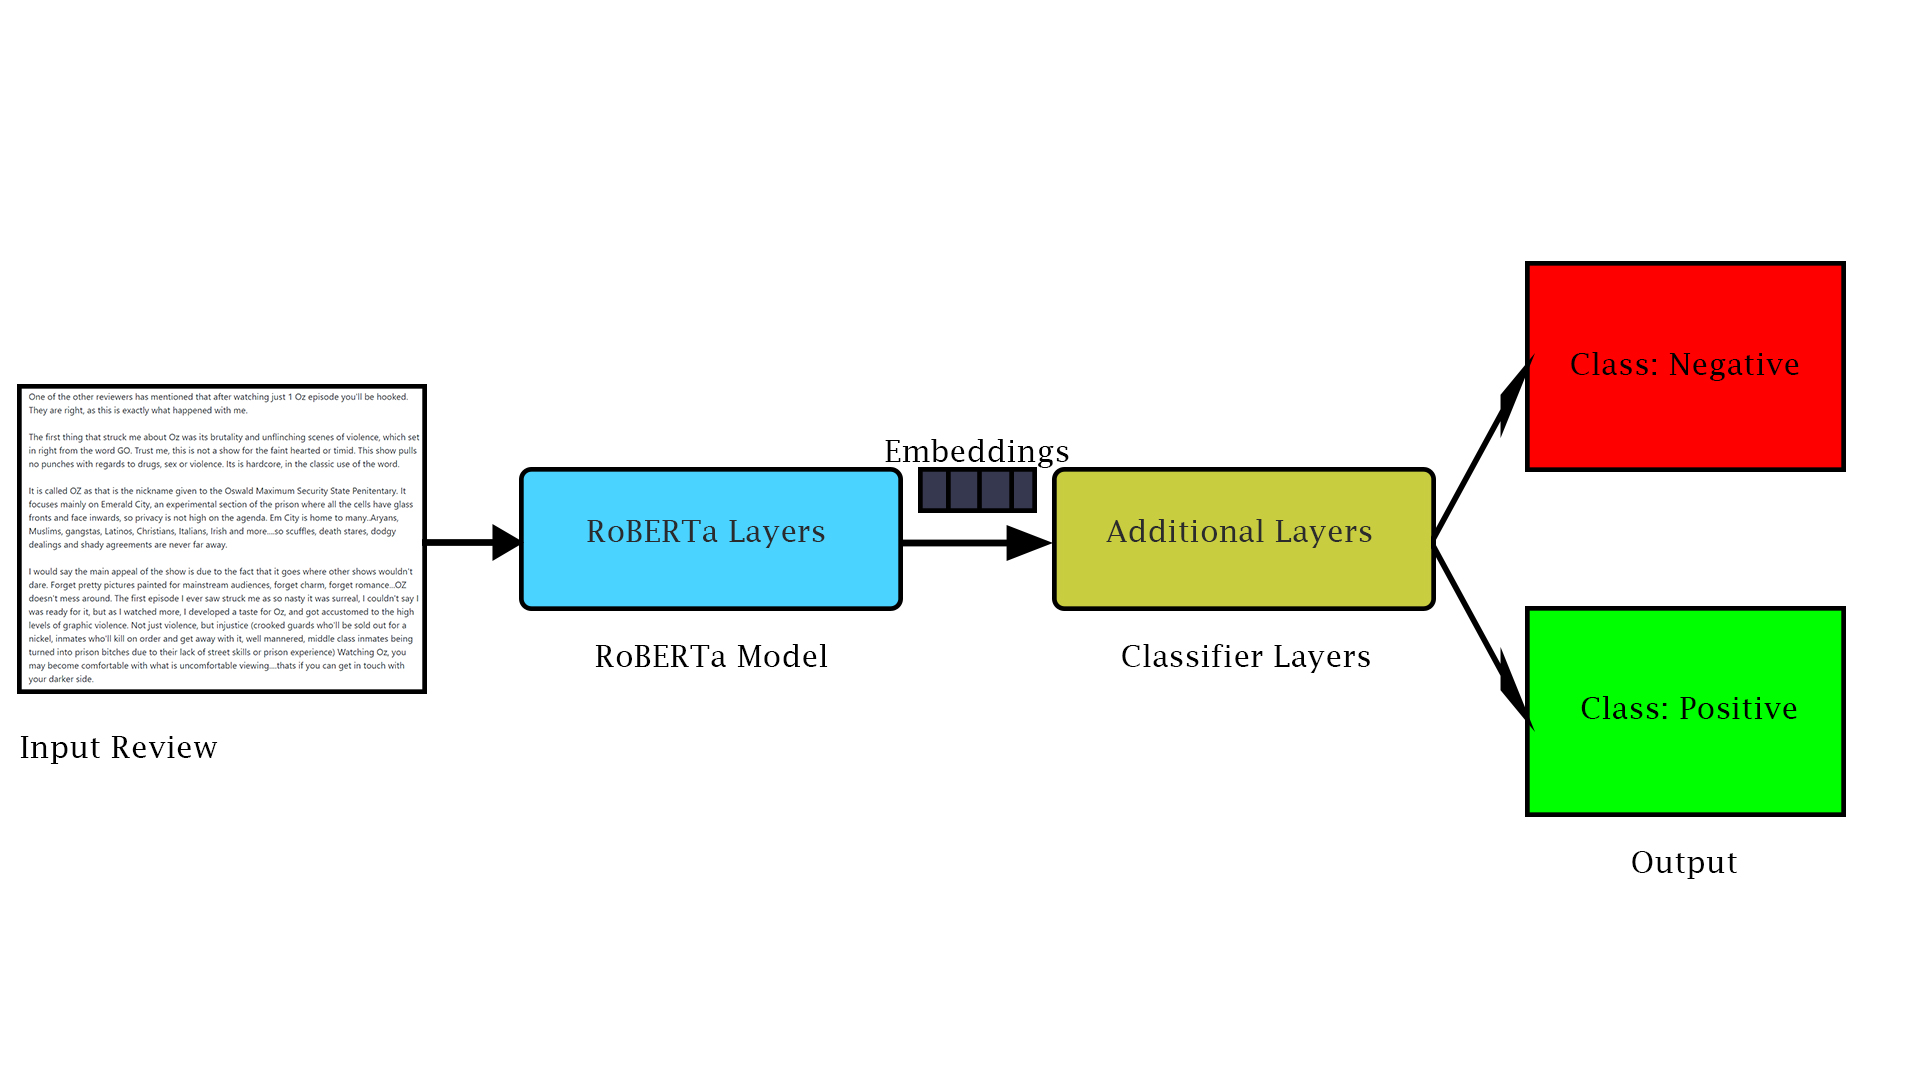 One of the other reviewers has mentioned that after watching just 1 Oz episode you'll be hooked.
They are right, as this is exactly what happened with me.
The first thing that struck me about Oz was its brutality and unflinching scenes of violence, which set
in right from the word GO. Trust me, this is not a show for the faint hearted or timid. This show pulls
no punches with regards to drugs, sex or violence. Its is hardcore, in the classic use of the word.
It is called OZ as that is the nickname given to the Oswald Maximum Security State Penitentary. It
focuses mainly on Emerald City, an experimental section of the prison where all the cells have glass
fronts and face inwards, so privacy is not high on the agenda. Em City is home to many..Aryans,
Muslims, gangstas, Latinos, Christians, Italians, Irish and more....so scuffles, death stares, dodgy
dealings and shady agreements are never far away.
I would say the main appeal of the show is due to the fact that it goes where other shows wouldn't
dare. Forget pretty pictures painted for mainstream audiences, forget charm, forget romance...OZ
doesn't mess around. The first episode I ever saw struck me as so nasty it was surreal, I couldn't say I
was ready for it, but as I watched more, I developed a taste for Oz, and got accustomed to the high
levels of graphic violence. Not just violence, but injustice (crooked guards who'll be sold out for a
nickel, inmates who'll kill on order and get away with it, well mannered, middle class inmates being
turned into prison bitches due to their lack of street skills or prison experience) Watching Oz, you
may become comfortable with what is uncomfortable viewing....thats if you can get in touch with
your darker side.
Input Review
RoBERTa Layers
RoBERTa Model
Embeddings
Additional Layers
Classifier Layers
Class: Negative
Class: Positive
Output